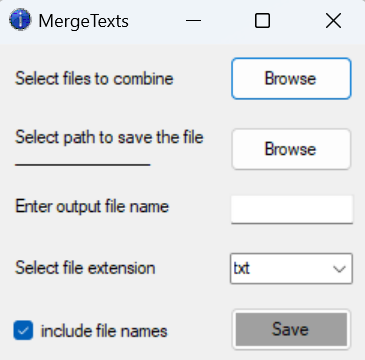 MergeTexts
Select files to combine Browse
Select path to save the file Browse
Enter output file name
Select file extension txt
include file names Save